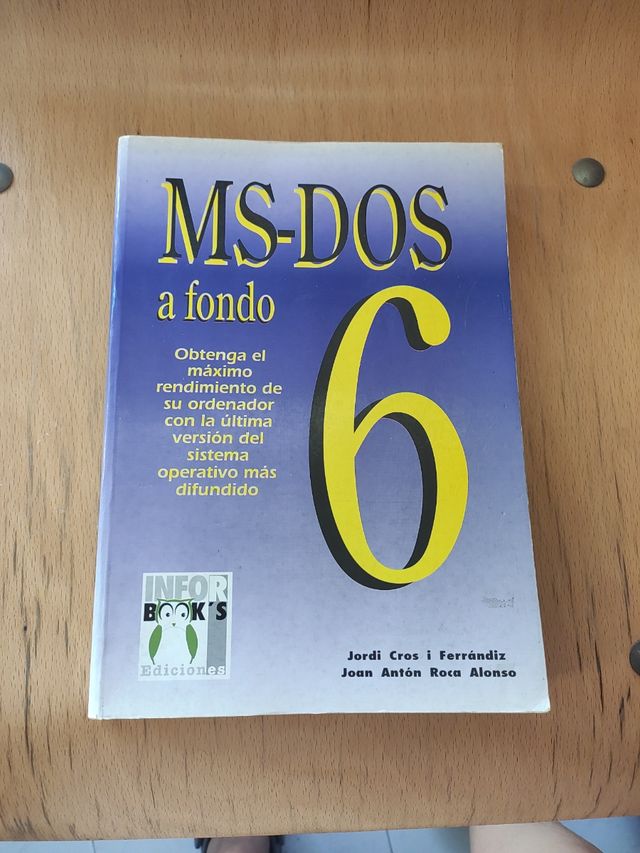 MS-DOS
a fondo
6
Obtenga el
máximo
rendimiento de
su ordenador
con la última
versión del
sistema
operativo más
difundido
INFOR
BOOK'S
Ediciones
Jordi Cros i Ferrándiz
Joan Antón Roca Alonso